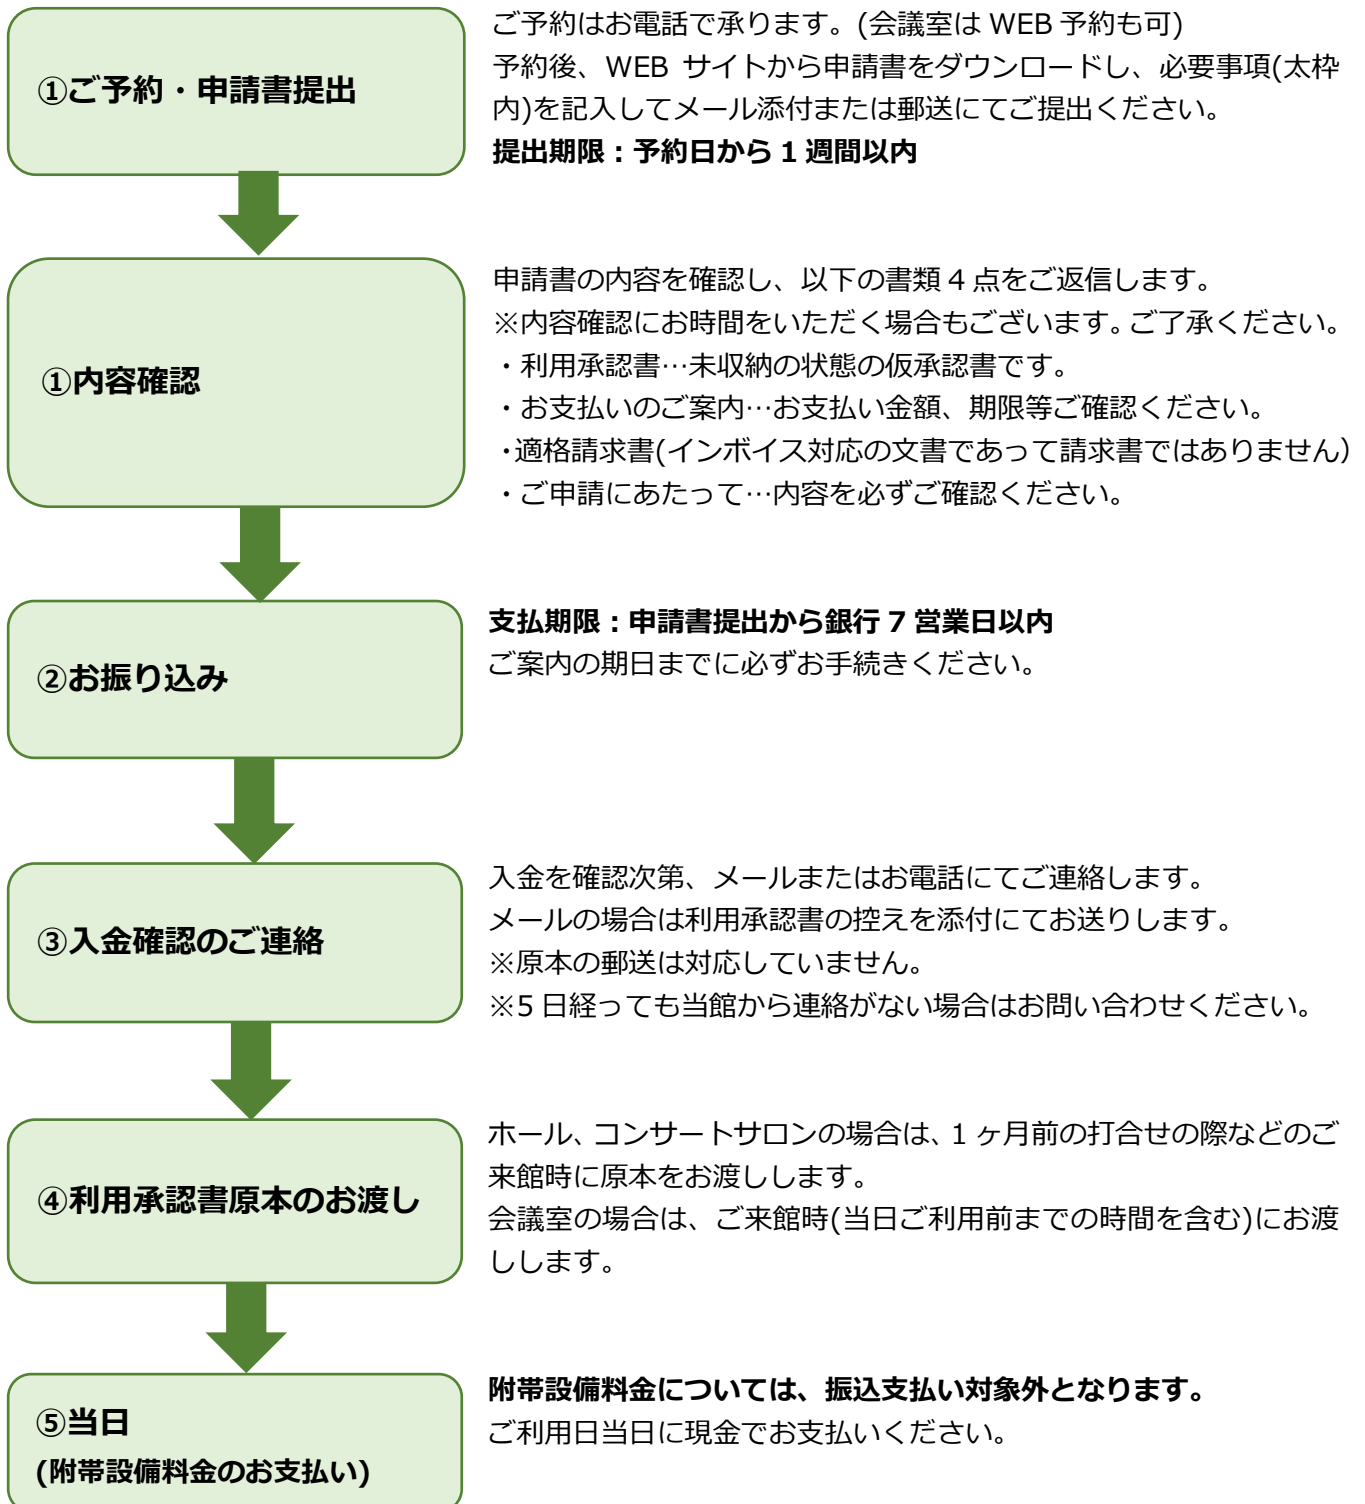 ①ご予約・申請書提出
ご予約はお電話で承ります。(会議室は WEB 予約も可)
予約後、WEB サイトから申請書をダウンロードし、必要事項(太枠
内)を記入してメール添付または郵送にてご提出ください。
提出期限：予約日から 1 週間以内
①内容確認
申請書の内容を確認し、以下の書類 4 点をご返信します。
※内容確認にお時間をいただく場合もございます。ご了承ください。
・利用承認書…未収納の状態の仮承認書です。
・お支払いのご案内…お支払い金額、期限等ご確認ください。
・適格請求書(インボイス対応の文書であって請求書ではありません)
・ご申請にあたって…内容を必ずご確認ください。
②お振り込み
支払期限：申請書提出から銀行 7 営業日以内
ご案内の期日までに必ずお手続きください。
③入金確認のご連絡
入金を確認次第、メールまたはお電話にてご連絡します。
メールの場合は利用承認書の控えを添付にてお送りします。
※原本の郵送は対応していません。
※5 日経っても当館から連絡がない場合はお問い合わせください。
④利用承認書原本のお渡し
ホール、コンサートサロンの場合は、1 ヶ月前の打合せの際などのご
来館時に原本をお渡しします。
会議室の場合は、ご来館時(当日ご利用前までの時間を含む)にお渡
しします。
⑤当日
(附帯設備料金のお支払い)
附帯設備料金については、振込支払い対象外となります。
ご利用日当日に現金でお支払いください。